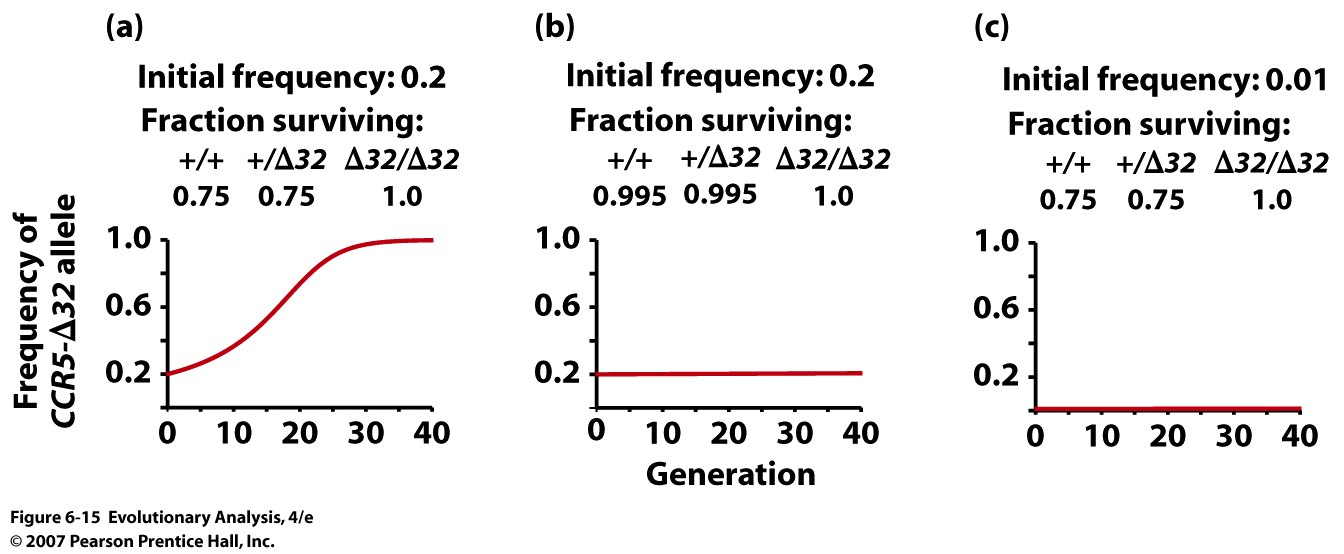 (a)
Initial frequency: 0.2
Fraction surviving:
+/+ +/Δ32 Δ32/Δ32
0.75 0.75 1.0
Frequency of
CCR5-Δ32 allele
1.0
0.6
0.2
0 10 20 30 40
(b)
Initial frequency: 0.2
Fraction surviving:
+/+ +/Δ32 Δ32/Δ32
0.995 0.995 1.0
1.0
0.6
0.2
0 10 20 30 40
Generation
(c)
Initial frequency: 0.01
Fraction surviving:
+/+ +/Δ32 Δ32/Δ32
0.75 0.75 1.0
1.0
0.6
0.2
0 10 20 30 40
Figure 6-15 Evolutionary Analysis, 4/e
© 2007 Pearson Prentice Hall, Inc.